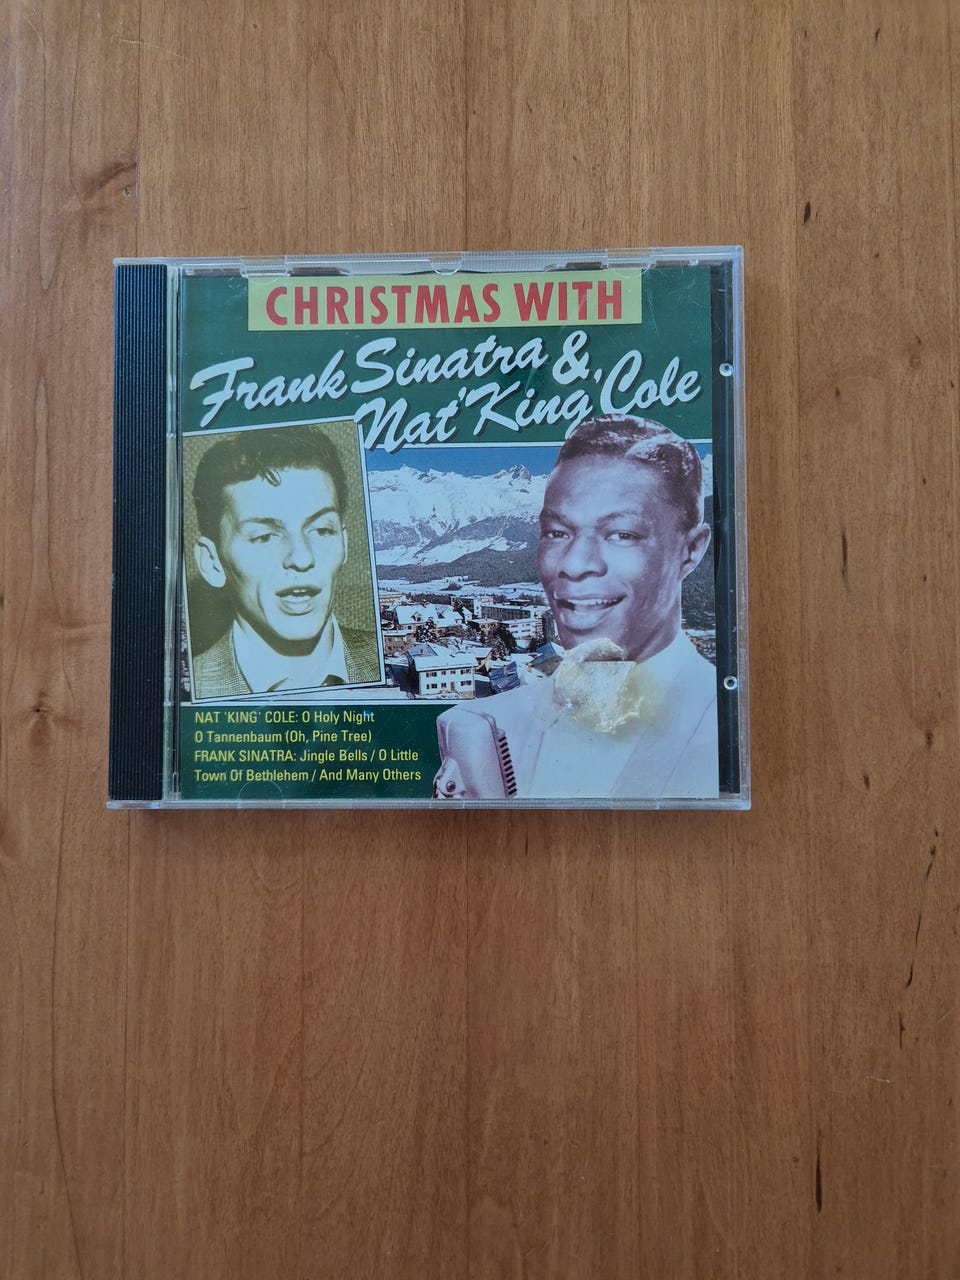 CHRISTMAS WITH
Frank Sinatra &
Nat 'King' Cole
NAT 'KING' COLE: O Holy Night
O Tannenbaum (Oh, Pine Tree)
FRANK SINATRA: Jingle Bells / O Little
Town Of Bethlehem / And Many Others